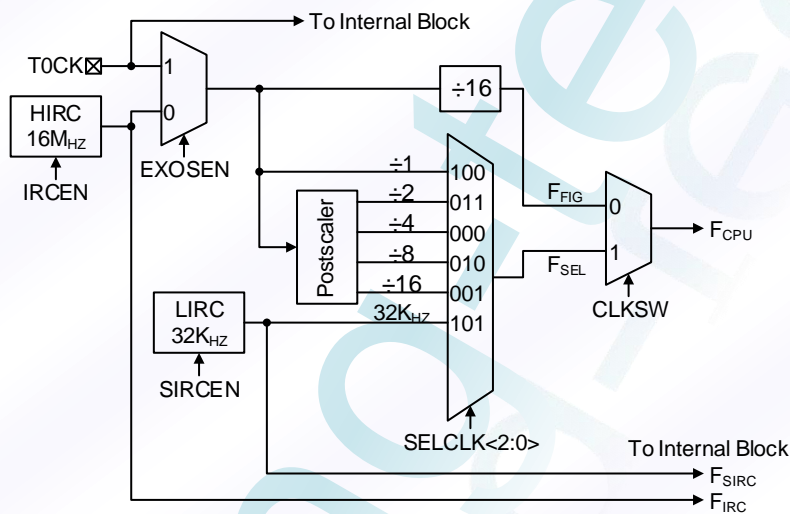 To Internal Block
T0CK
1
0
HIRC
16MHZ
IRCEN
EXOSEN
÷16
÷1
÷2
÷4
÷8
÷16
32KHZ
100
011
000
010
001
101
Postscaler
LIRC
32KHZ
SIRCEN
SELCLK<2:0>
FFIG
FSEL
0
1
CLKSW
FCPU
To Internal Block
FSIRC
FIRC